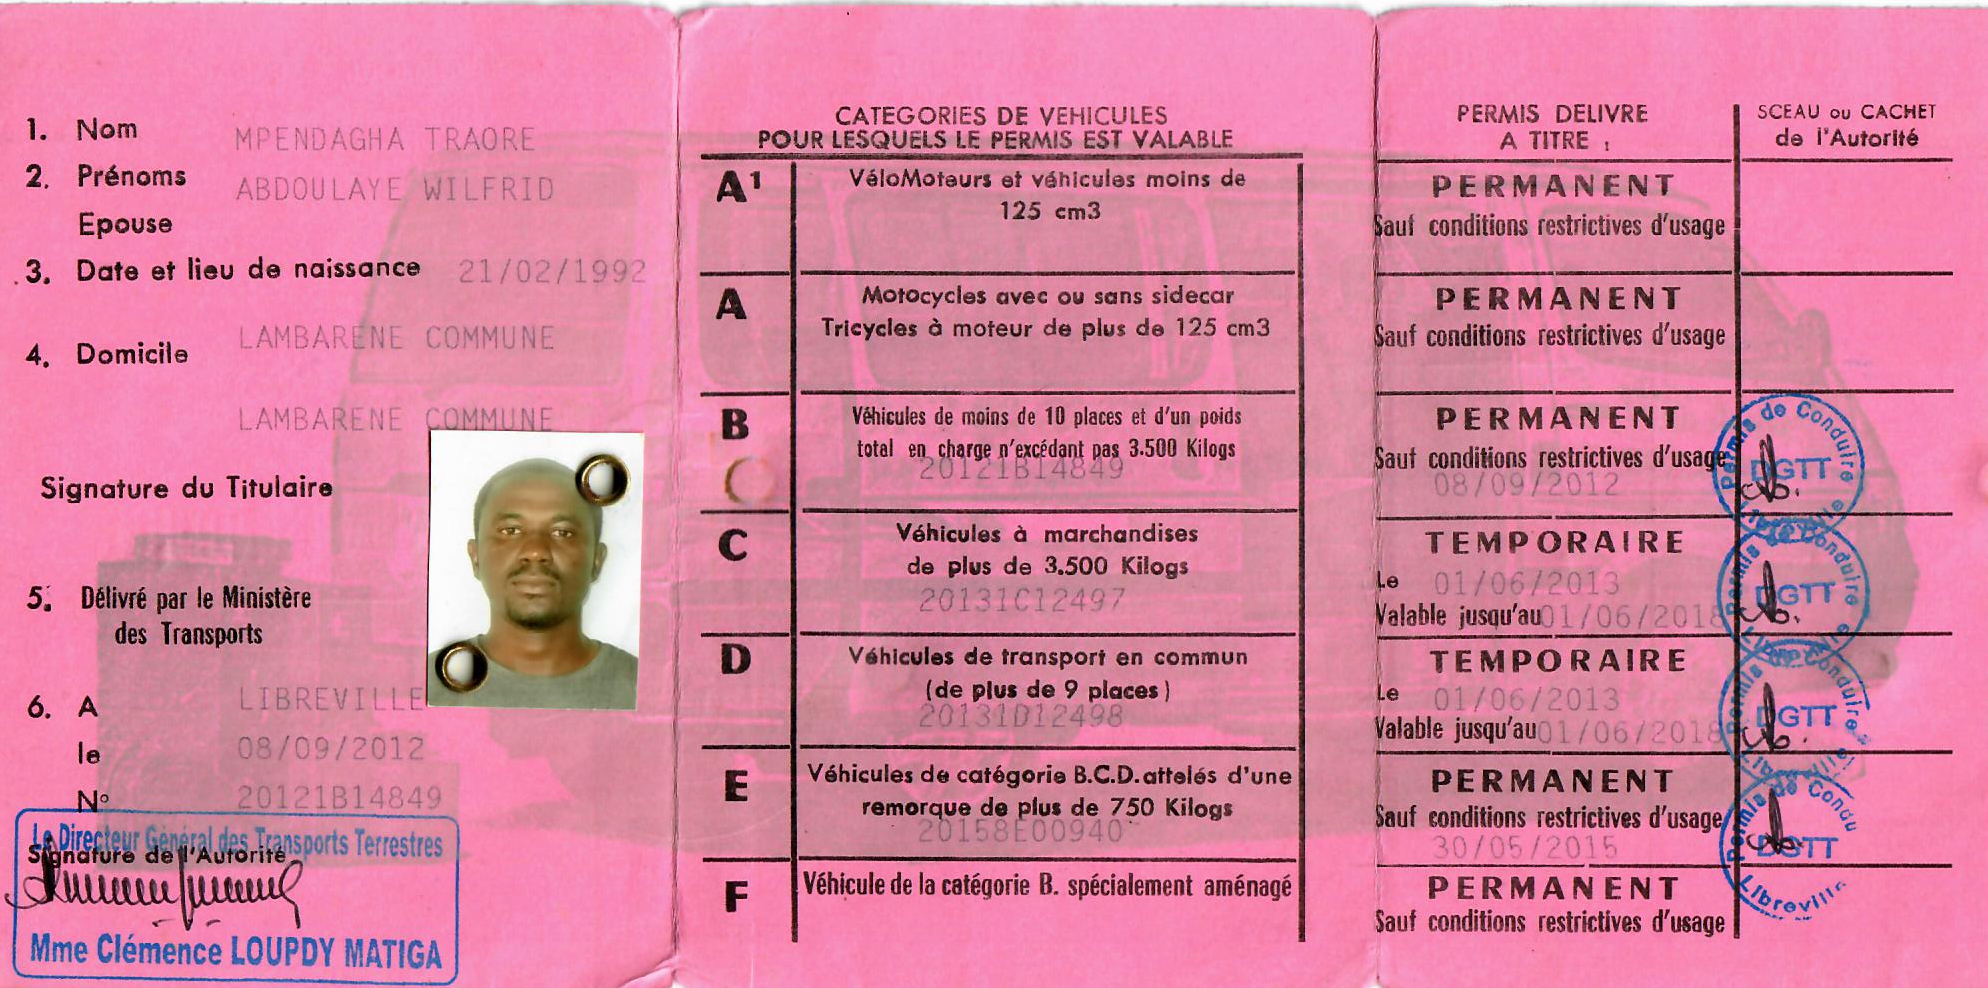 1. Nom MPENDAGHA TRAORE
2. Prénoms ABDOULAYE WILFRID
Epouse
3. Date et lieu de naissance 21/02/1992
LAMBARENE COMMUNE
4. Domicile
LAMBARENE COMMUNE
Signature du Titulaire
5. Délivré par le Ministère
des Transports
6. A LIBREVILLE
le 08/09/2012
N° 20121B14849
Le Directeur Général des Transports Terrestres
Signature de l'Autorité
Mme Clémence LOUPDY MATIGA
CATEGORIES DE VEHICULES
POUR LESQUELS LE PERMIS EST VALABLE
A1 VéloMoteurs et véhicules moins de
125 cm3
A Motocycles avec ou sans sidecar
Tricycles à moteur de plus de 125 cm3
B Véhicules de moins de 10 places et d'un poids
total en charge n'excédant pas 3.500 Kilogs
20121B14849
C Véhicules à marchandises
de plus de 3.500 Kilogs
20131C12497
D Véhicules de transport en commun
(de plus de 9 places)
20131D12498
E Véhicules de catégorie B.C.D. attelés d'une
remorque de plus de 750 Kilogs
20158E00940
F Véhicule de la catégorie B. spécialement aménagé
PERMIS DELIVRE
A TITRE :
PERMANENT
Sauf conditions restrictives d'usage
PERMANENT
Sauf conditions restrictives d'usage
PERMANENT
Sauf conditions restrictives d'usage
08/09/2012
TEMPORAIRE
Le 01/06/2013
Valable jusqu'au 01/06/2018
TEMPORAIRE
Le 01/06/2013
Valable jusqu'au 01/06/2018
PERMANENT
Sauf conditions restrictives d'usage
30/05/2015
PERMANENT
Sauf conditions restrictives d'usage
SCEAU ou CACHET
de l'Autorité
Permis de Conduire
DGTT
Libreville
Permis de Conduire
DGTT
Libreville
Permis de Conduire
DGTT
Libreville
Permis de Condu
DGTT
Libreville